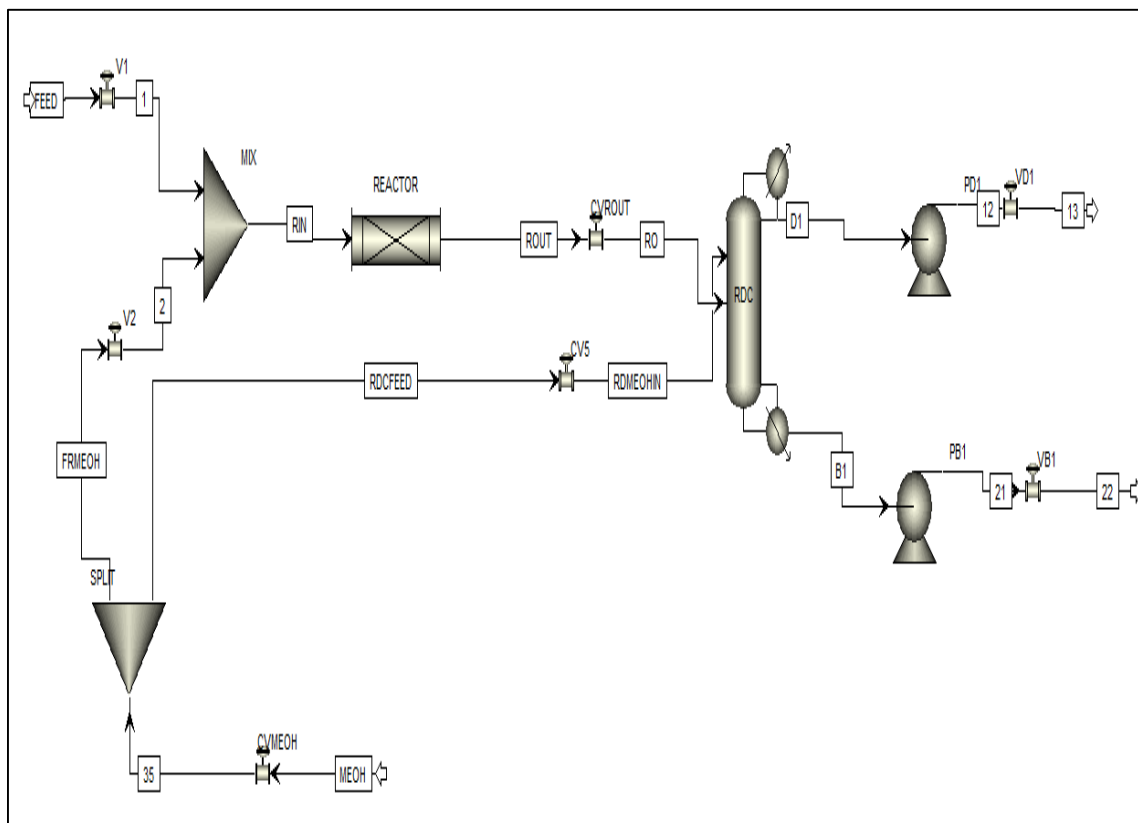 V1
FEED
1
MIX
REACTOR
CVROUT
PD1
VD1
12
13
D1
RIN
ROUT
RO
RDC
2
V2
CV5
RDCFEED
RDMEOHIN
FRMEOH
B1
PB1
VB1
21
22
SPLIT
CVMEOH
35
MEOH